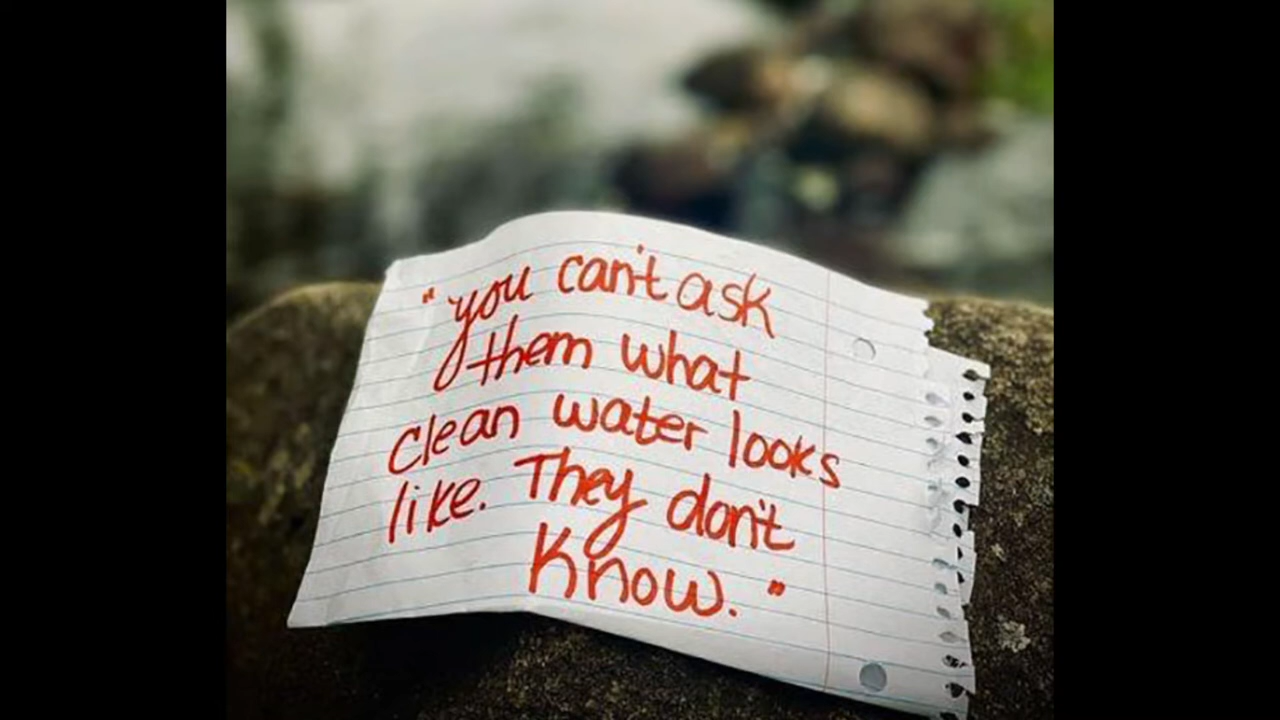 "you can't ask
them what
clean water looks
like. They don't
know."